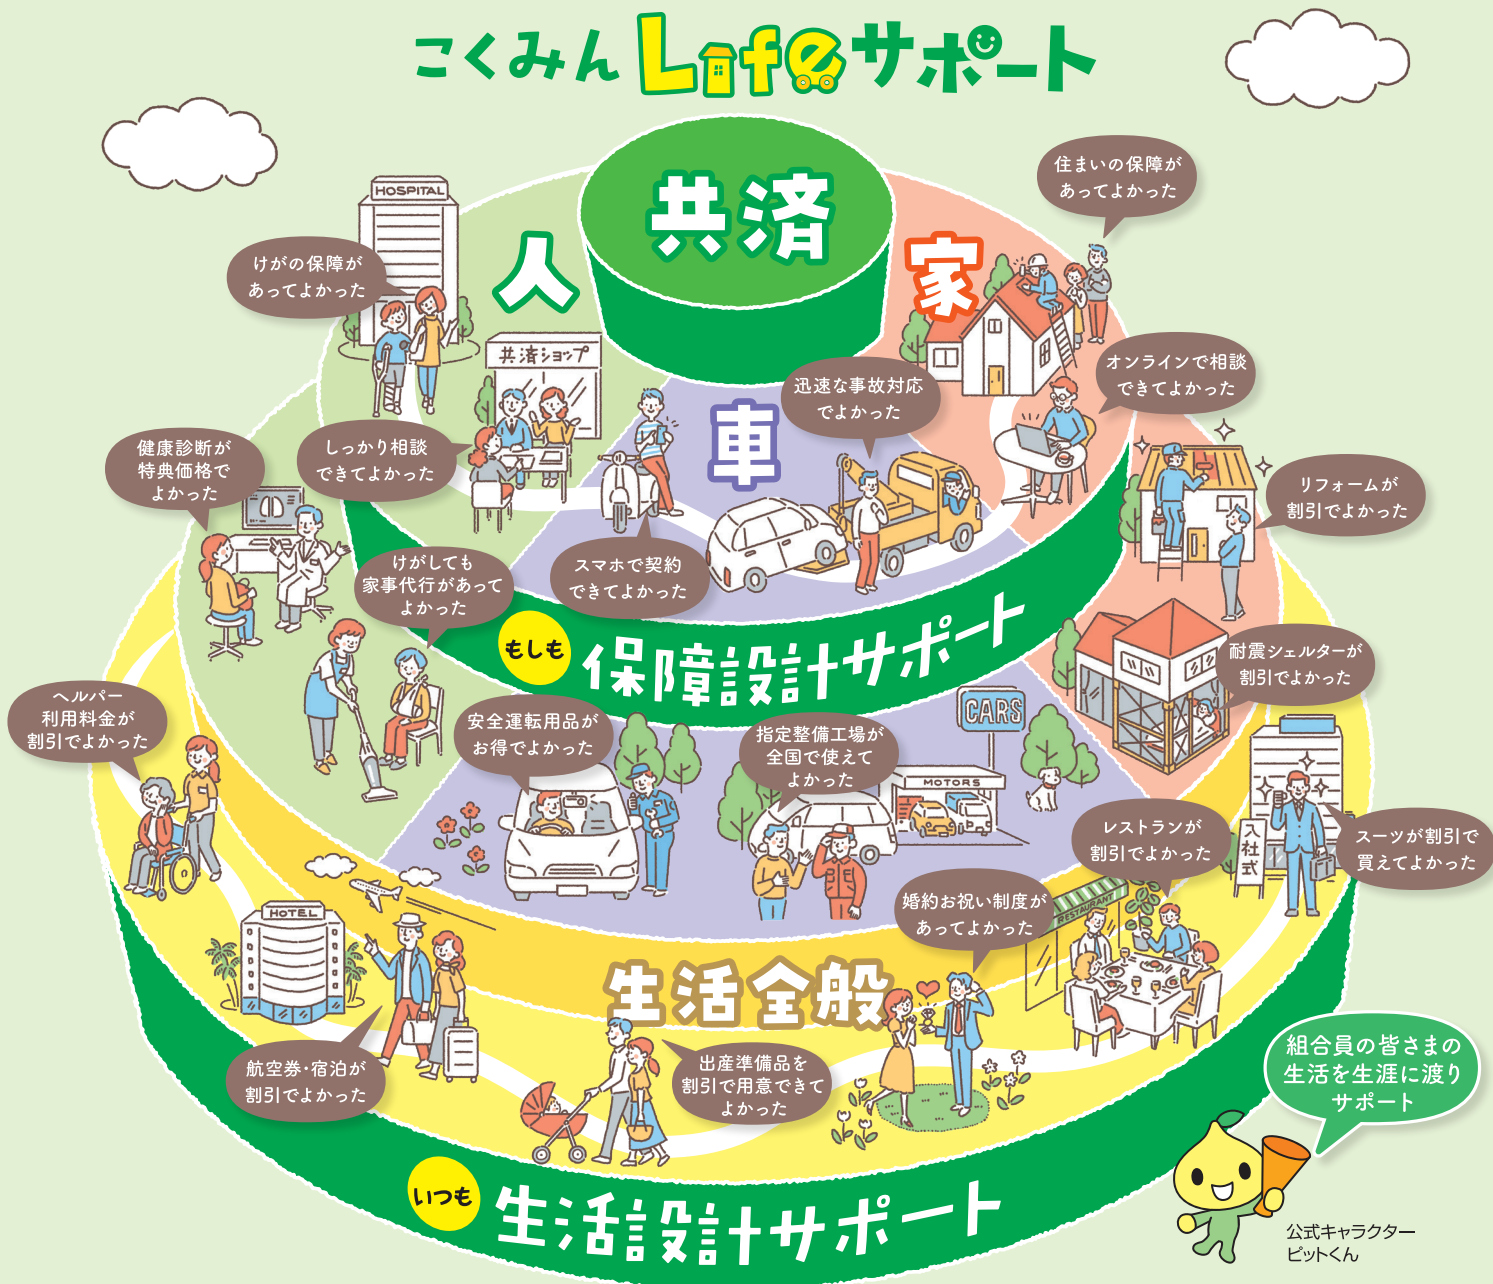 こくみんLifeサポート
共済
人
家
車
HOSPITAL
共済ショップ
住まいの保障が
あってよかった
けがの保障が
あってよかった
迅速な事故対応
でよかった
オンラインで相談
できてよかった
しっかり相談
できてよかった
スマホで契約
できてよかった
もしも
保障設計サポート
健康診断が
特典価格で
よかった
けがしても
家事代行があって
よかった
リフォームが
割引でよかった
耐震シェルターが
割引でよかった
安全運転用品が
お得でよかった
指定整備工場が
全国で使えて
よかった
CARS
MOTORS
ヘルパー
利用料金が
割引でよかった
レストランが
割引でよかった
スーツが割引で
買えてよかった
入社式
婚約お祝い制度が
あってよかった
RESTAURANT
HOTEL
生活全般
航空券・宿泊が
割引でよかった
出産準備品を
割引で用意できて
よかった
いつも
生活設計サポート
組合員の皆さまの
生活を生涯に渡り
サポート
公式キャラクター
ピットくん